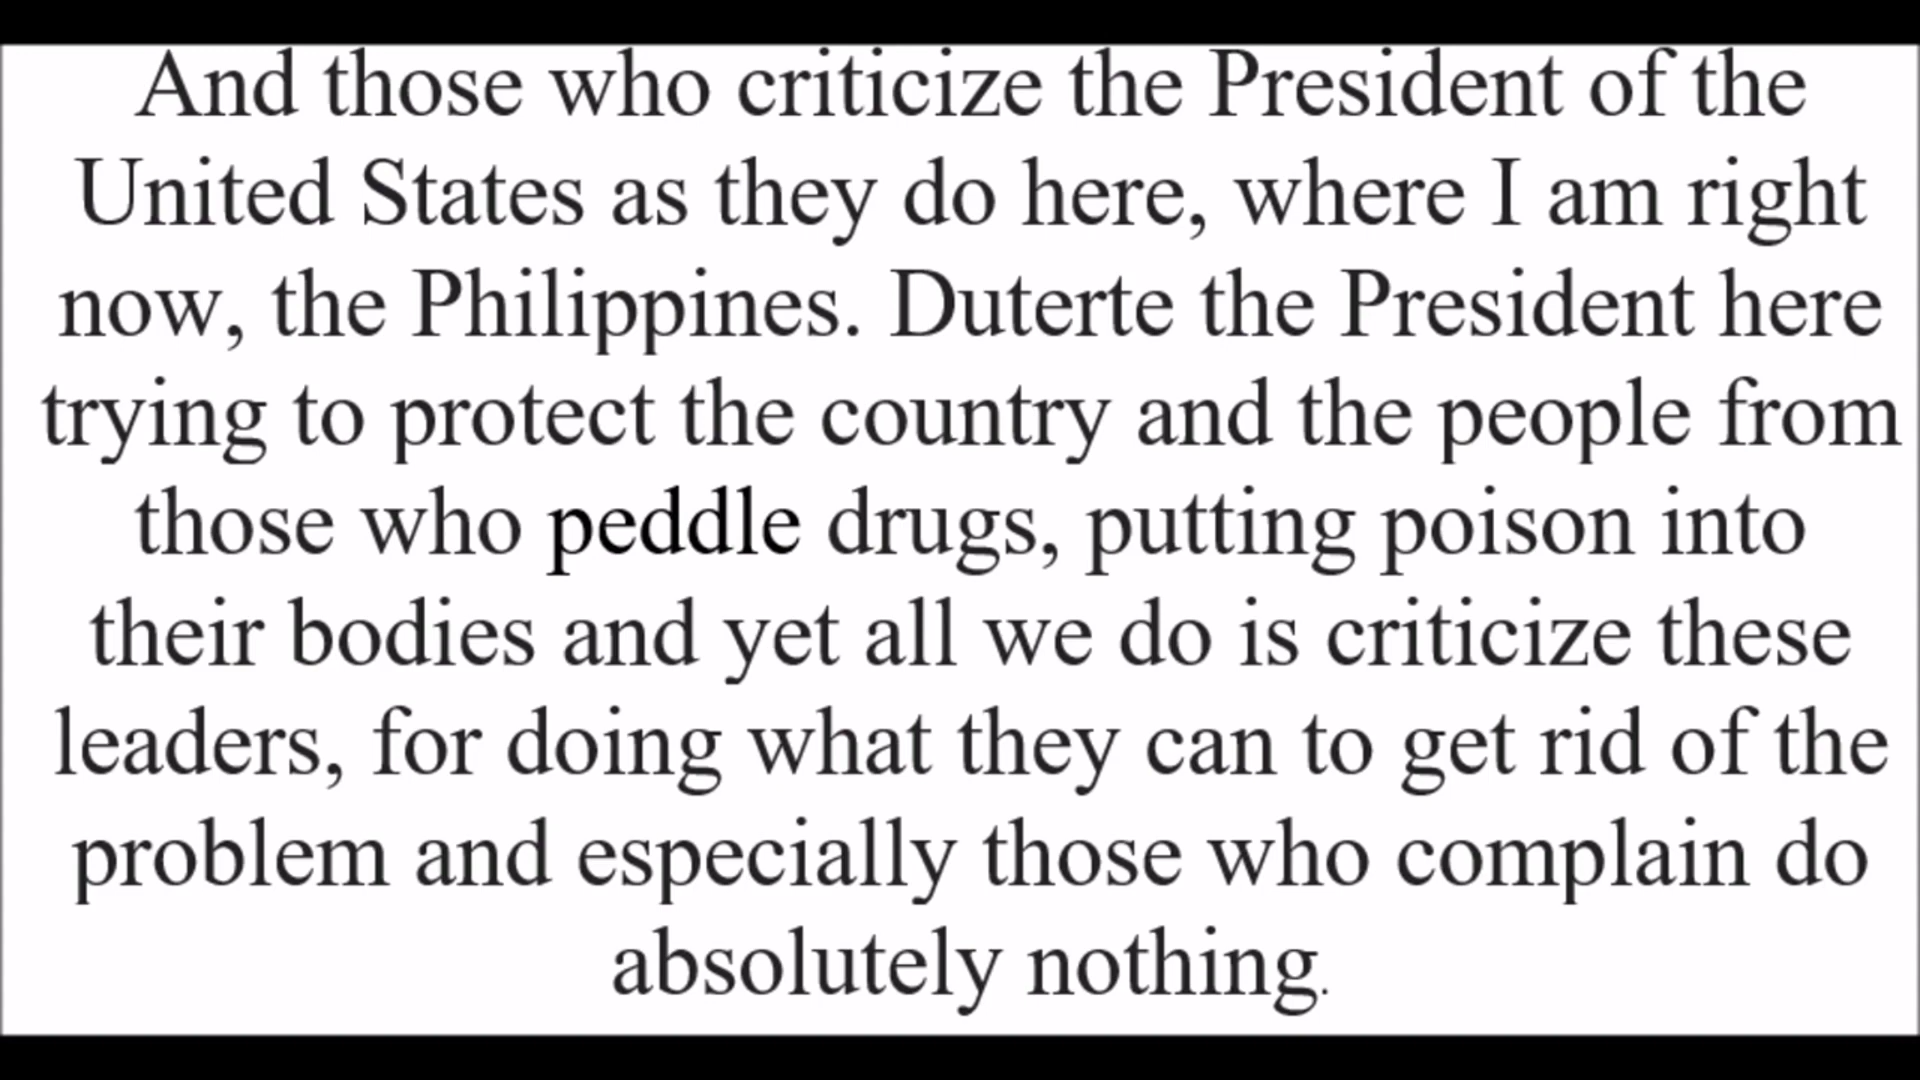 And those who criticize the President of the
United States as they do here, where I am right
now, the Philippines. Duterte the President here
trying to protect the country and the people from
those who peddle drugs, putting poison into
their bodies and yet all we do is criticize these
leaders, for doing what they can to get rid of the
problem and especially those who complain do
absolutely nothing.